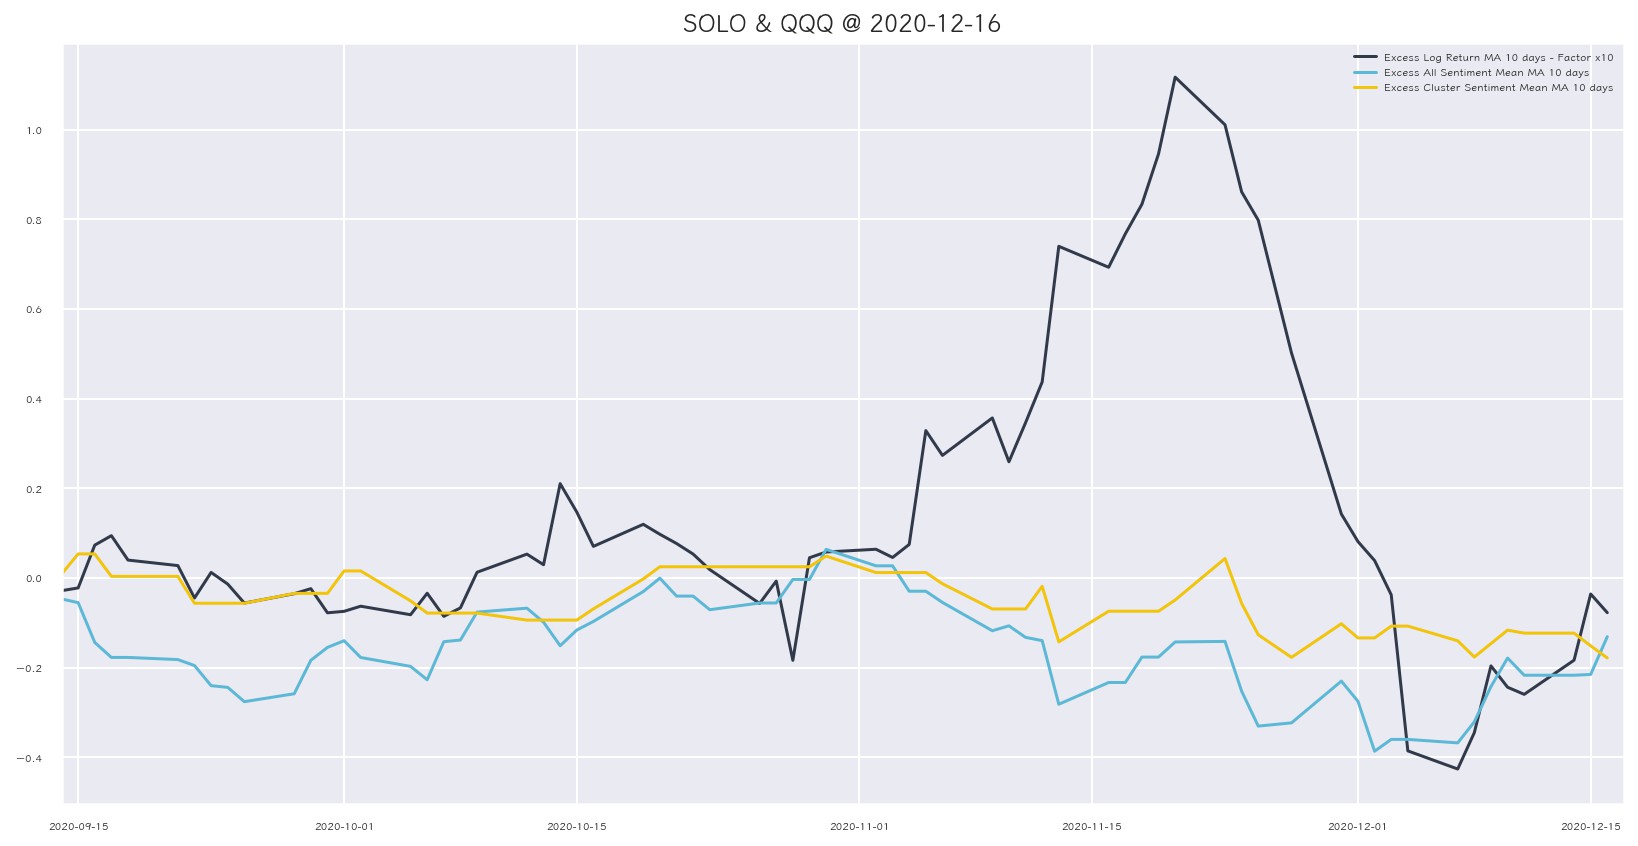 SOLO & QQQ @ 2020-12-16
Excess Log Return MA 10 days - Factor x10
Excess All Sentiment Mean MA 10 days
Excess Cluster Sentiment Mean MA 10 days
1.0
0.8
0.6
0.4
0.2
0.0
−0.2
−0.4
2020-09-15 2020-10-01 2020-10-15 2020-11-01 2020-11-15 2020-12-01 2020-12-15